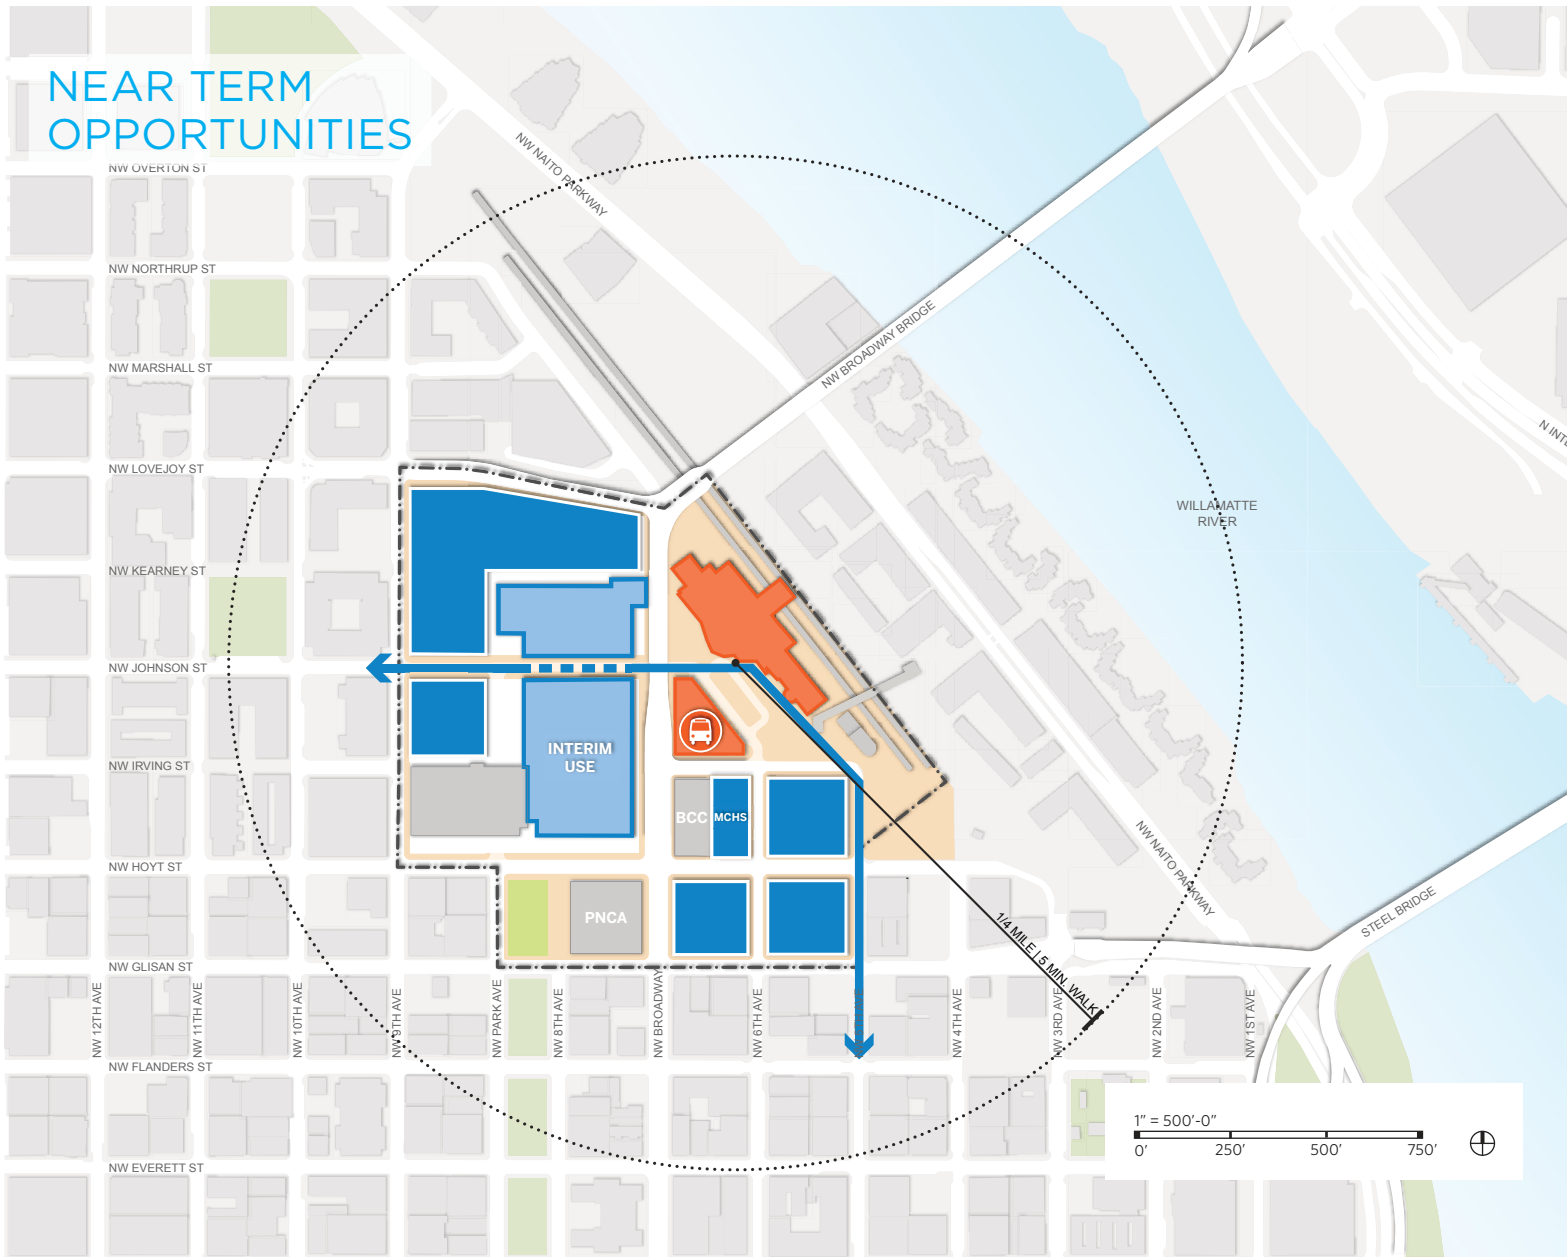 NEAR TERM
OPPORTUNITIES
NW OVERTON ST
NW NAITO PARKWAY
NW NORTHRUP ST
NW BROADWAY BRIDGE
NW MARSHALL ST
NW LOVEJOY ST
WILLAMATTE
RIVER
NW KEARNEY ST
NW JOHNSON ST
INTERIM
USE
NW IRVING ST
BCC
MCHS
NW NAITO PARKWAY
NW HOYT ST
PNCA
STEEL BRIDGE
1/4 MILE | 5 MIN. WALK
NW GLISAN ST
NW 12TH AVE
NW 11TH AVE
NW 10TH AVE
NW 9TH AVE
NW PARK AVE
NW 8TH AVE
NW BROADWAY
NW 6TH AVE
NW 4TH AVE
NW 3RD AVE
NW 2ND AVE
NW 1ST AVE
NW FLANDERS ST
1" = 500'-0"
0' 250' 500' 750'
NW EVERETT ST